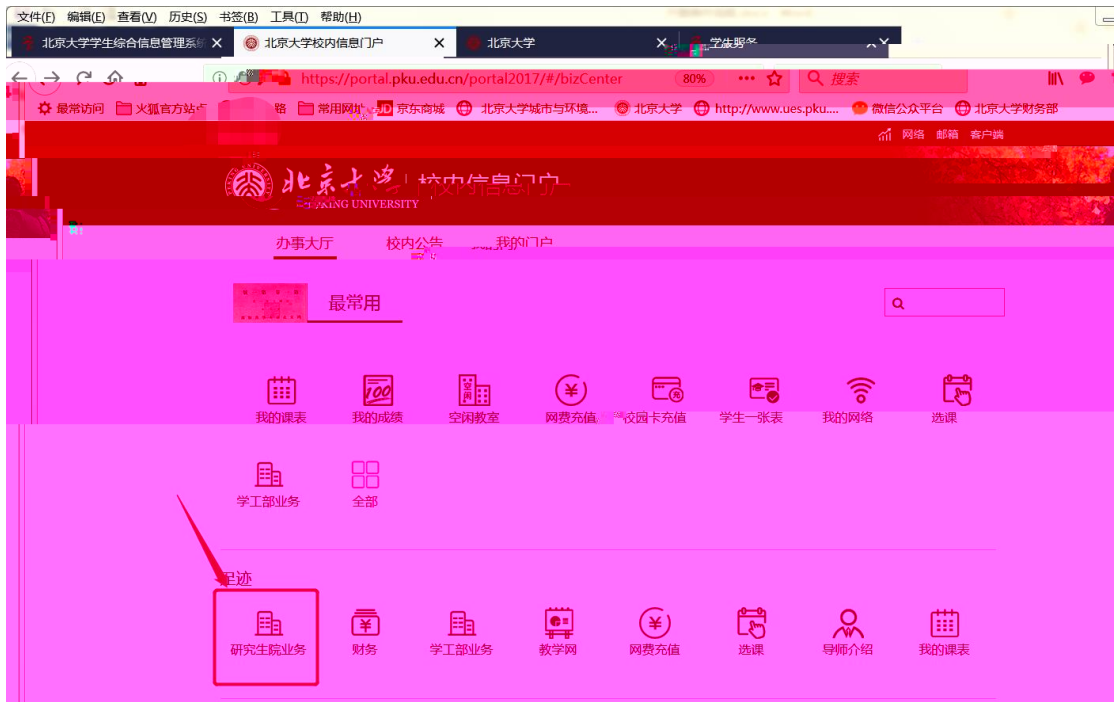 文件(F) 编辑(E) 查看(V) 历史(S) 书签(B) 工具(T) 帮助(H)
北京大学学生综合信息管理系统 北京大学校内信息门户 北京大学
https://portal.pku.edu.cn/portal2017/#/bizCenter 80% 搜索
最常访问 火狐官方站点 常用网址 JD 京东商城 北京大学城市与环境... 北京大学 http://www.ues.pku.... 微信公众平台 北京大学财务部
网络 邮箱 客户端
北京大学 校内信息门户
PEKING UNIVERSITY
办事大厅 校内公告 我的门户
最常用
我的课表 我的成绩 空闲教室 网费充值 校园卡充值 学生一张表 我的网络 选课
学工部业务 全部
足迹
研究生院业务 财务 学工部业务 教学网 网费充值 选课 导师介绍 我的课表